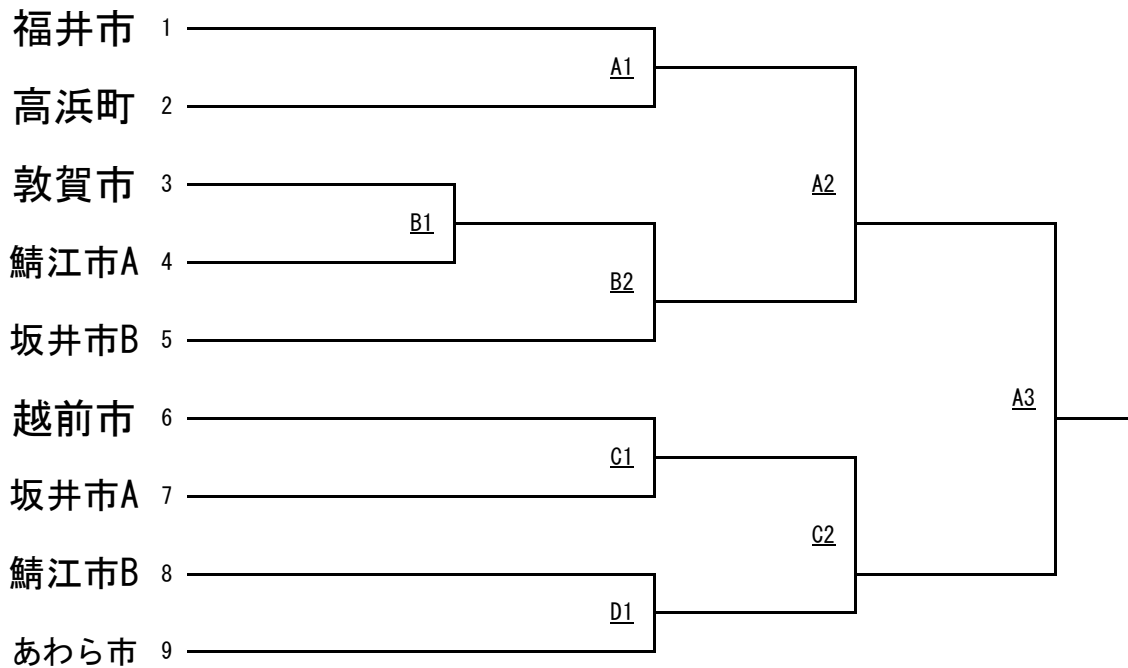 福井市 1
A1
高浜町 2
敦賀市 3
A2
B1
鯖江市A 4
B2
坂井市B 5
A3
越前市 6
C1
坂井市A 7
C2
鯖江市B 8
D1
あわら市 9